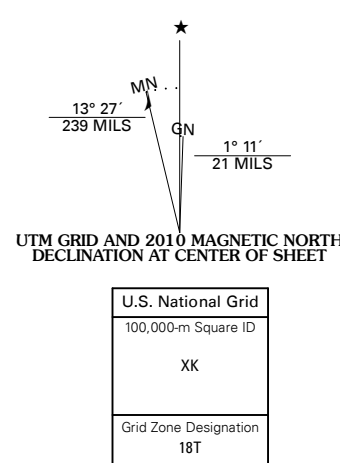 ★
MN
13° 27´
239 MILS
GN
1° 11´
21 MILS
UTM GRID AND 2010 MAGNETIC NORTH
DECLINATION AT CENTER OF SHEET
U.S. National Grid
100,000-m Square ID
XK
Grid Zone Designation
18T